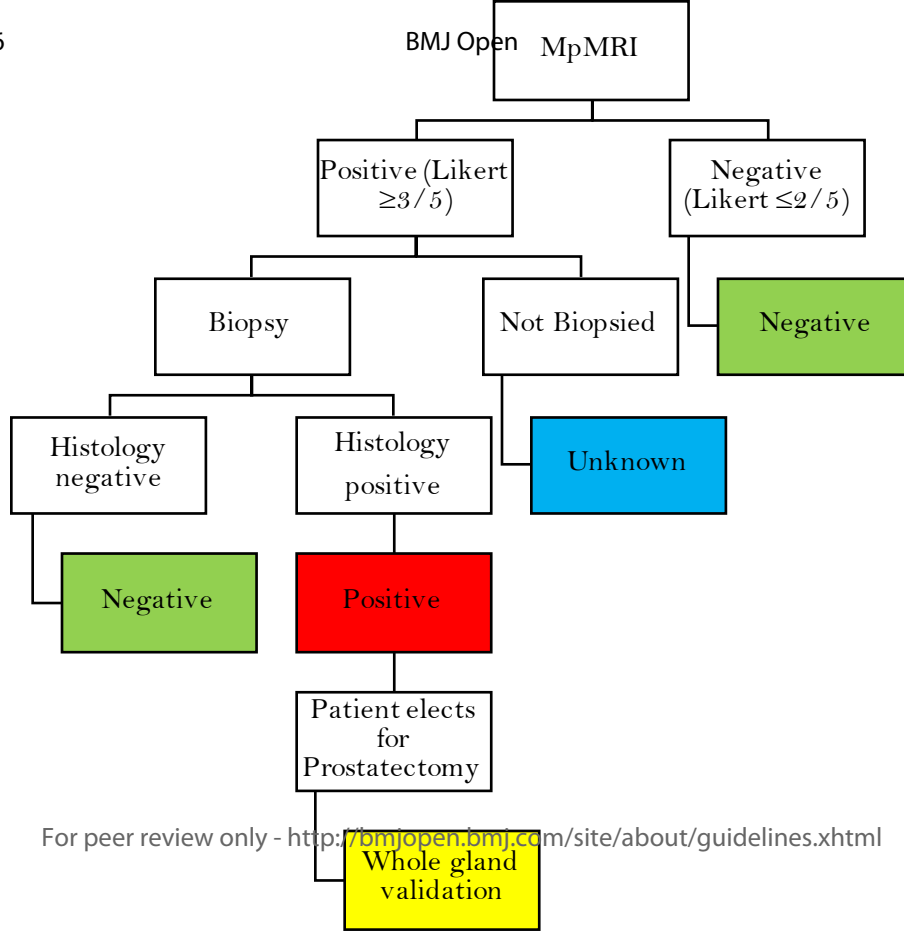 BMJ Open
MpMRI
Positive (Likert
≥3/5)
Negative
(Likert ≤2/5)
Biopsy
Not Biopsied
Negative
Histology
negative
Histology
positive
Unknown
Negative
Positive
Patient elects
for
Prostatectomy
For peer review only - http://bmjopen.bmj.com/site/about/guidelines.xhtml
Whole gland
validation